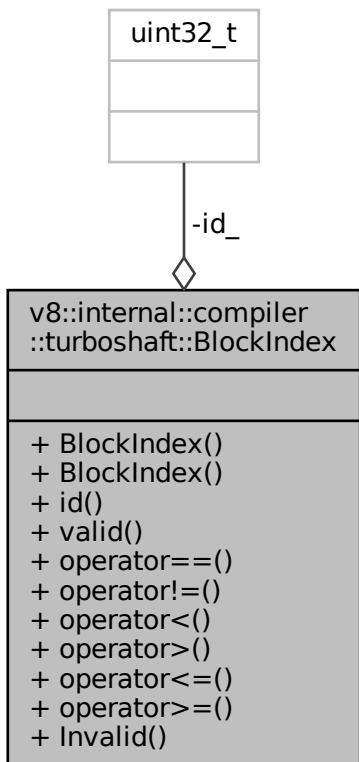 uint32_t
-id_
v8::internal::compiler
::turboshaft::BlockIndex
+ BlockIndex()
+ BlockIndex()
+ id()
+ valid()
+ operator==()
+ operator!=()
+ operator<()
+ operator>()
+ operator<=()
+ operator>=()
+ Invalid()